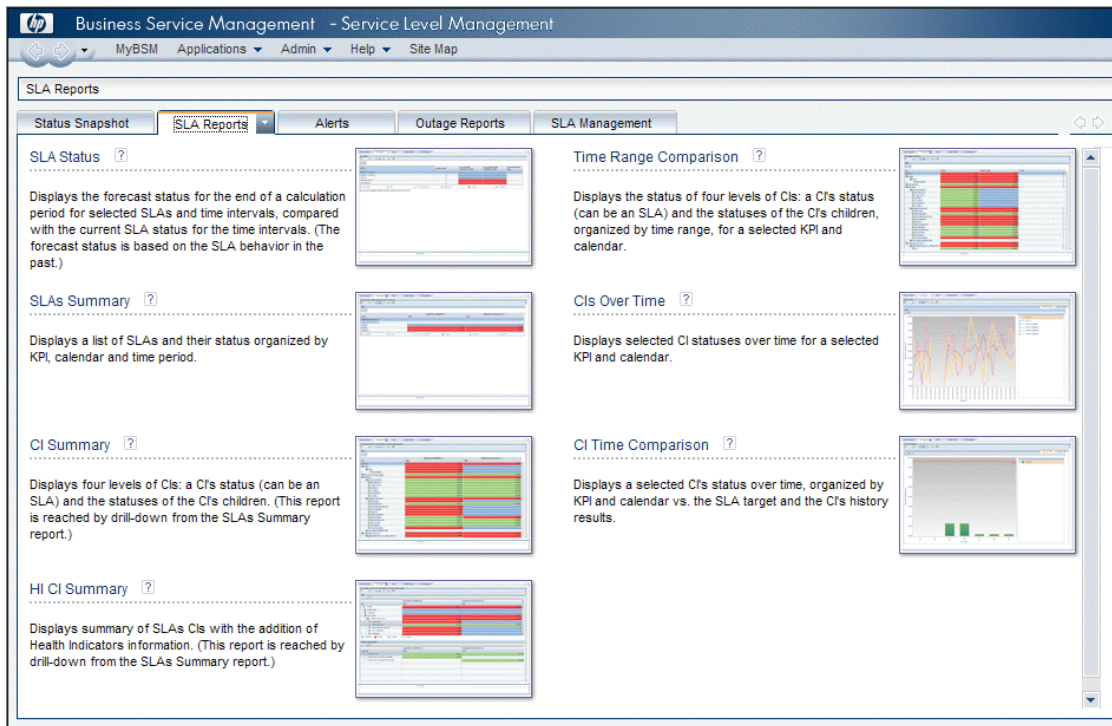 hp Business Service Management - Service Level Management
MyBSM Applications Admin Help Site Map
SLA Reports
Status Snapshot SLA Reports Alerts Outage Reports SLA Management
SLA Status ?
Displays the forecast status for the end of a calculation
period for selected SLAs and time intervals, compared
with the current SLA status for the time intervals. (The
forecast status is based on the SLA behavior in the
past.)
Time Range Comparison ?
Displays the status of four levels of CIs: a CI's status
(can be an SLA) and the statuses of the CI's children,
organized by time range, for a selected KPI and
calendar.
SLAs Summary ?
Displays a list of SLAs and their status organized by
KPI, calendar and time period.
CIs Over Time ?
Displays selected CI statuses over time for a selected
KPI and calendar.
CI Summary ?
Displays four levels of CIs: a CI's status (can be an
SLA) and the statuses of the CI's children. (This report
is reached by drill-down from the SLAs Summary
report.)
CI Time Comparison ?
Displays a selected CI's status over time, organized by
KPI and calendar vs. the SLA target and the CI's history
results.
HI CI Summary ?
Displays summary of SLAs CIs with the addition of
Health Indicators information. (This report is reached by
drill-down from the SLAs Summary report.)